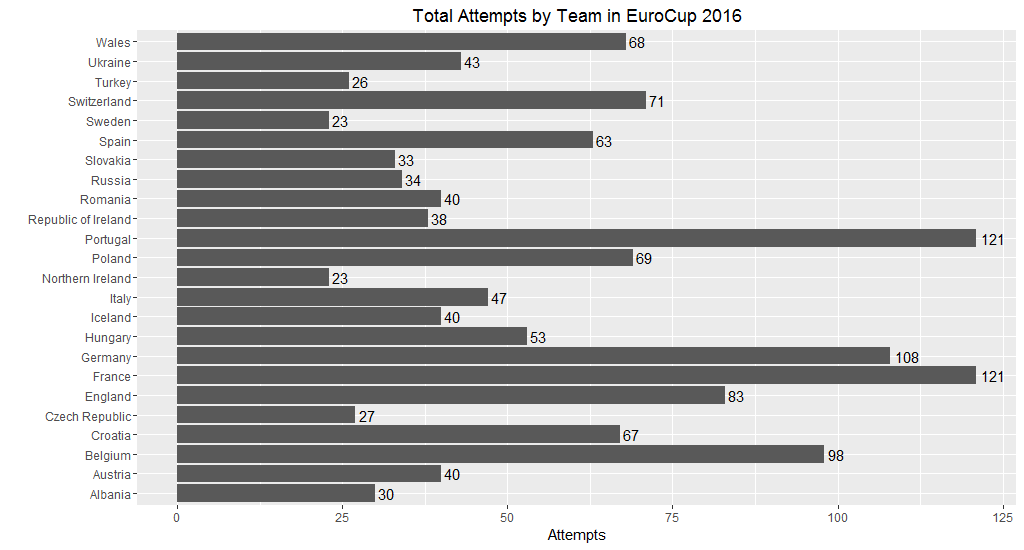 Total Attempts by Team in EuroCup 2016
Wales 68
Ukraine 43
Turkey 26
Switzerland 71
Sweden 23
Spain 63
Slovakia 33
Russia 34
Romania 40
Republic of Ireland 38
Portugal 121
Poland 69
Northern Ireland 23
Italy 47
Iceland 40
Hungary 53
Germany 108
France 121
England 83
Czech Republic 27
Croatia 67
Belgium 98
Austria 40
Albania 30
0 25 50 75 100 125
Attempts